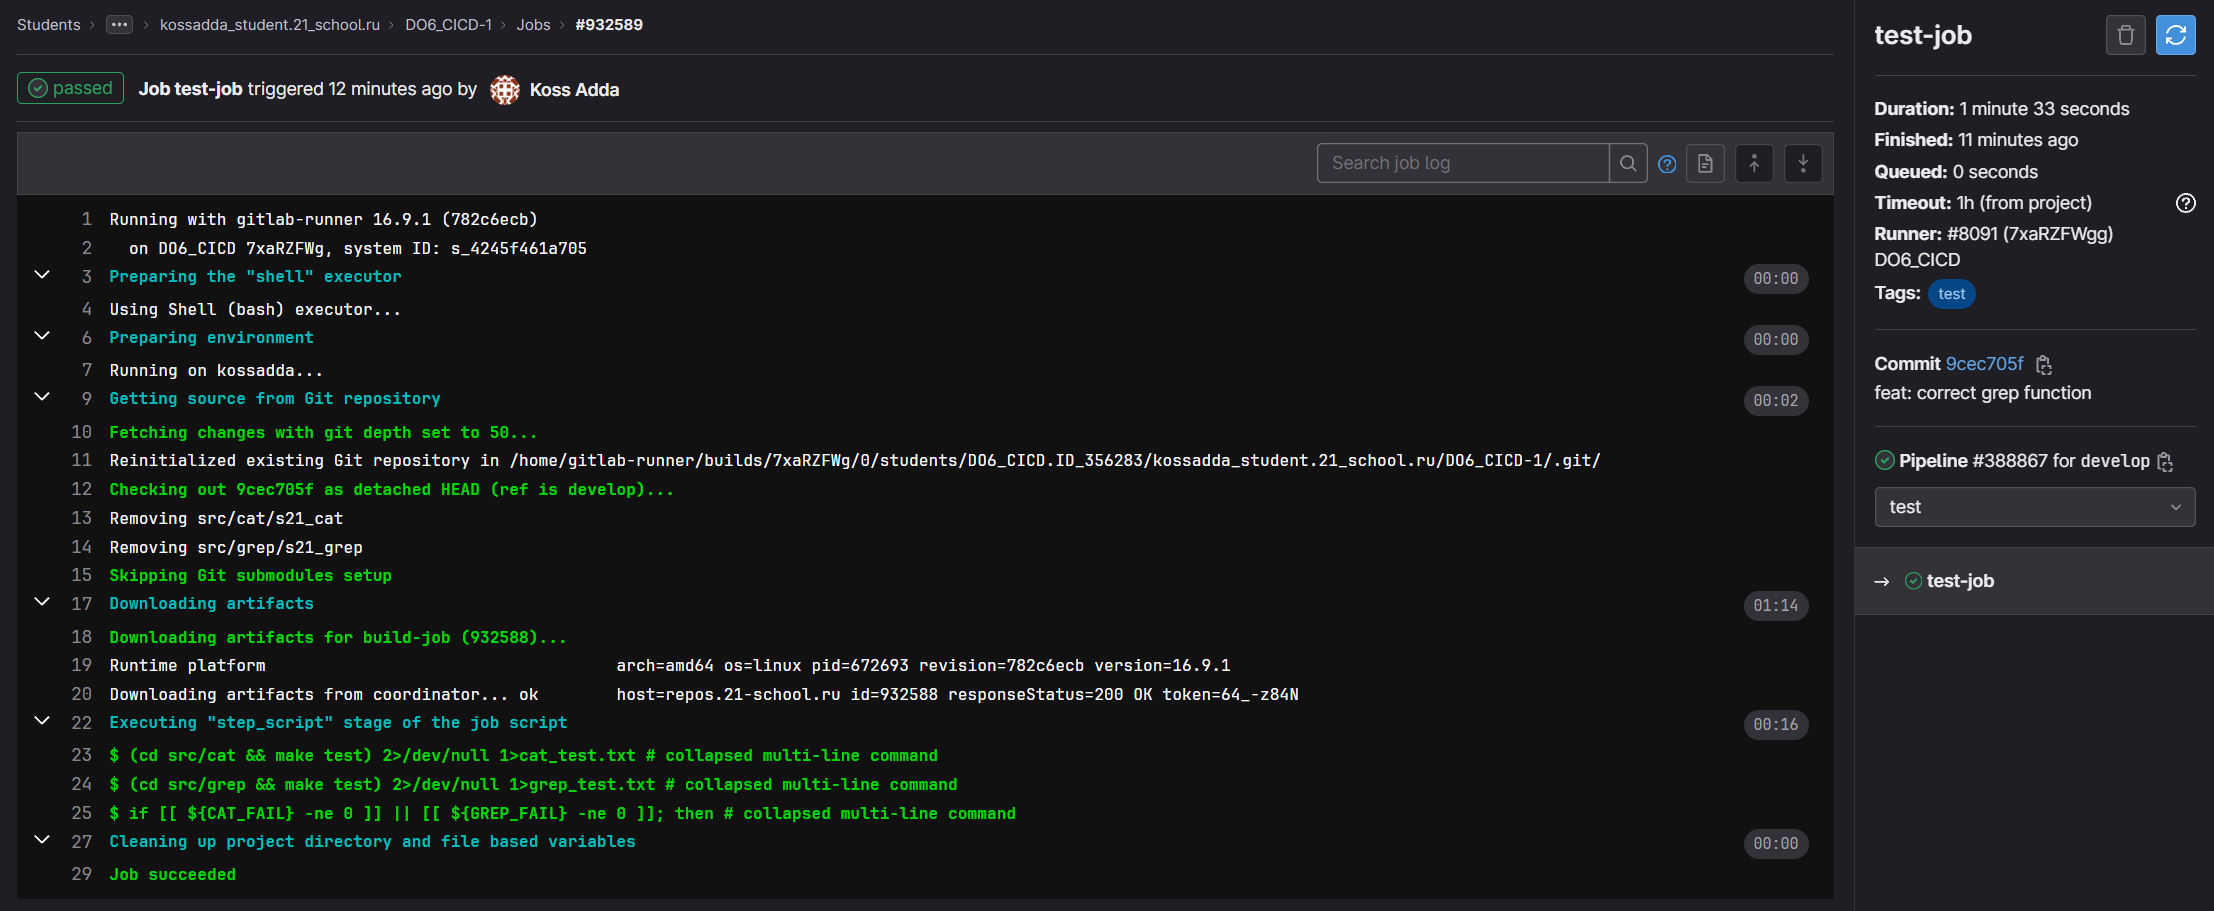 Students > ... > kossadda_student.21_school.ru > DO6_CICD-1 > Jobs > #932589
passed Job test-job triggered 12 minutes ago by Koss Adda
Search job log
1 Running with gitlab-runner 16.9.1 (782c6ecb)
2 on DO6_CICD 7xaRZFWg, system ID: s_4245f461a705
3 Preparing the "shell" executor 00:00
4 Using Shell (bash) executor...
6 Preparing environment 00:00
7 Running on kossadda...
9 Getting source from Git repository 00:02
10 Fetching changes with git depth set to 50...
11 Reinitialized existing Git repository in /home/gitlab-runner/builds/7xaRZFWg/0/students/DO6_CICD.ID_356283/kossadda_student.21_school.ru/DO6_CICD-1/.git/
12 Checking out 9cec705f as detached HEAD (ref is develop)...
13 Removing src/cat/s21_cat
14 Removing src/grep/s21_grep
15 Skipping Git submodules setup
17 Downloading artifacts 01:14
18 Downloading artifacts for build-job (932588)...
19 Runtime platform arch=amd64 os=linux pid=672693 revision=782c6ecb version=16.9.1
20 Downloading artifacts from coordinator... ok host=repos.21-school.ru id=932588 responseStatus=200 OK token=64_-z84N
22 Executing "step_script" stage of the job script 00:16
23 $ (cd src/cat && make test) 2>/dev/null 1>cat_test.txt # collapsed multi-line command
24 $ (cd src/grep && make test) 2>/dev/null 1>grep_test.txt # collapsed multi-line command
25 $ if [[ ${CAT_FAIL} -ne 0 ]] || [[ ${GREP_FAIL} -ne 0 ]]; then # collapsed multi-line command
27 Cleaning up project directory and file based variables 00:00
29 Job succeeded
test-job
Duration: 1 minute 33 seconds
Finished: 11 minutes ago
Queued: 0 seconds
Timeout: 1h (from project)
Runner: #8091 (7xaRZFWgg)
DO6_CICD
Tags: test
Commit 9cec705f
feat: correct grep function
Pipeline #388867 for develop
test
→ test-job